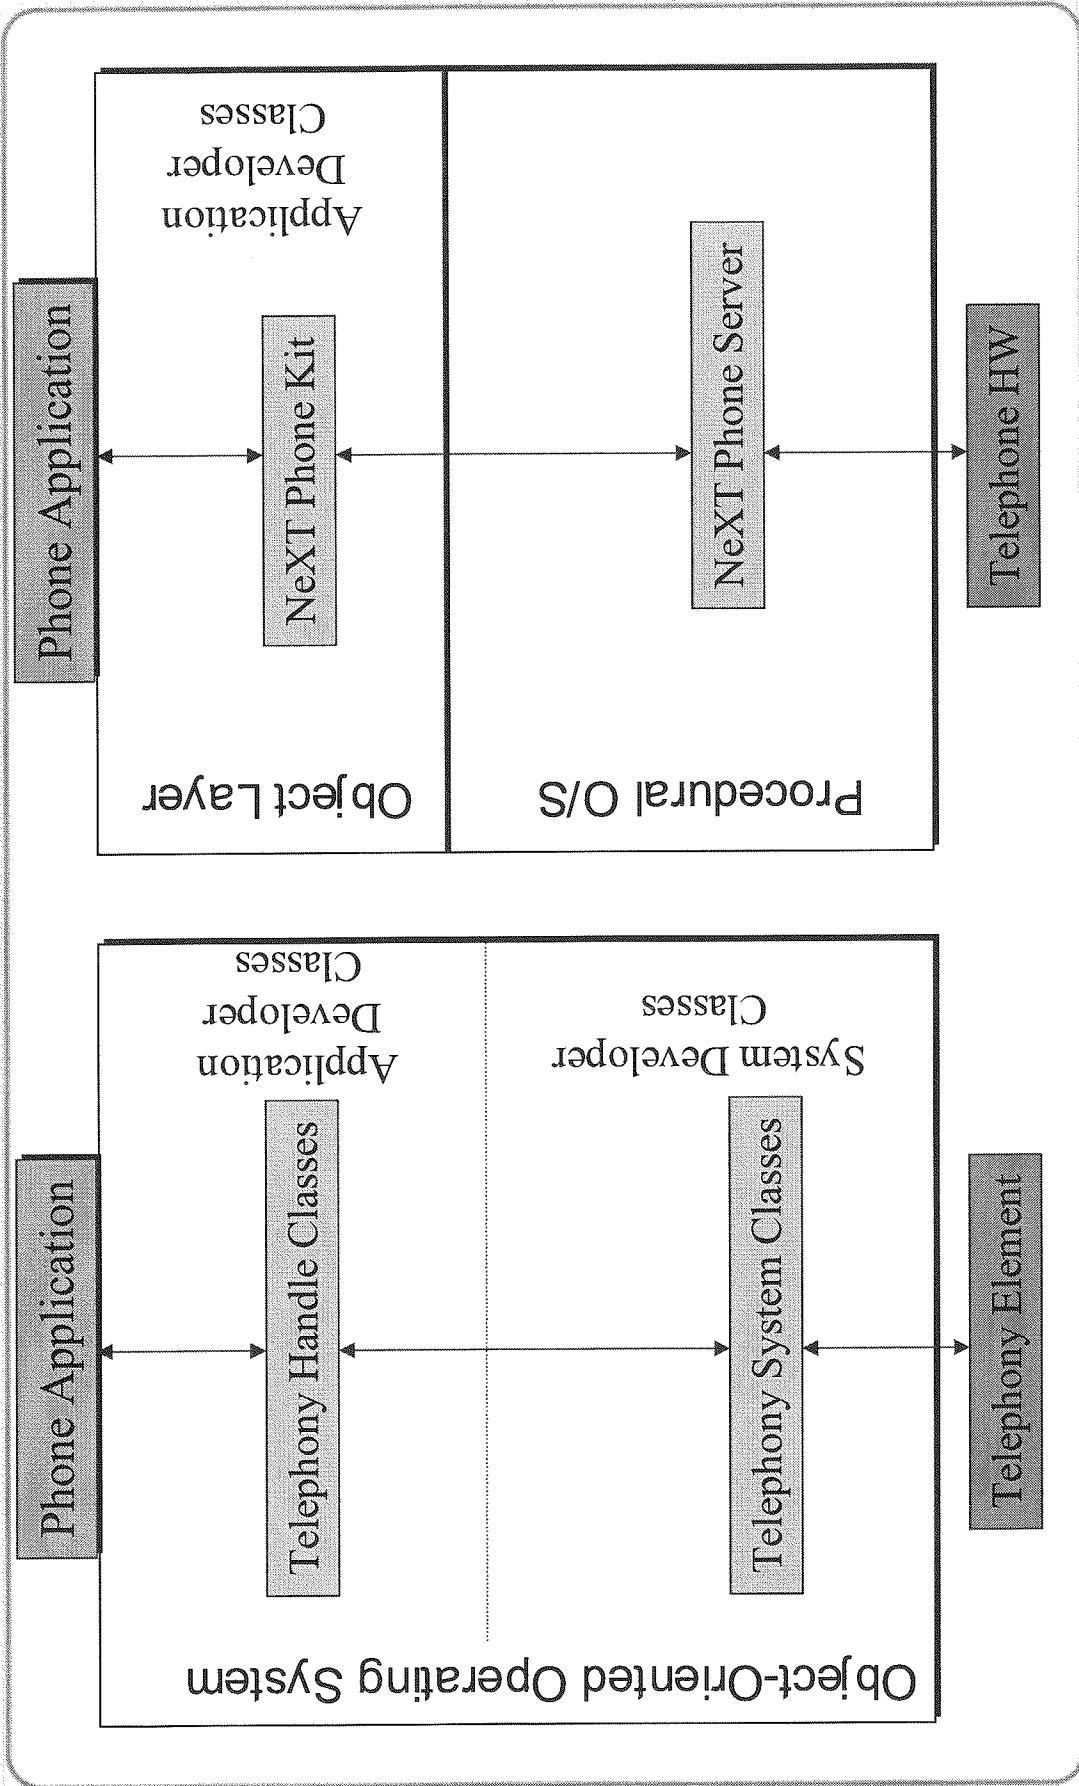 Phone Application
Object-Oriented Operating System
Telephony Handle Classes
Application
Developer
Classes
Telephony System Classes
System Developer
Classes
Telephony Element
Phone Application
Object Layer
NeXT Phone Kit
Application
Developer
Classes
Procedural O/S
NeXT Phone Server
Telephone HW